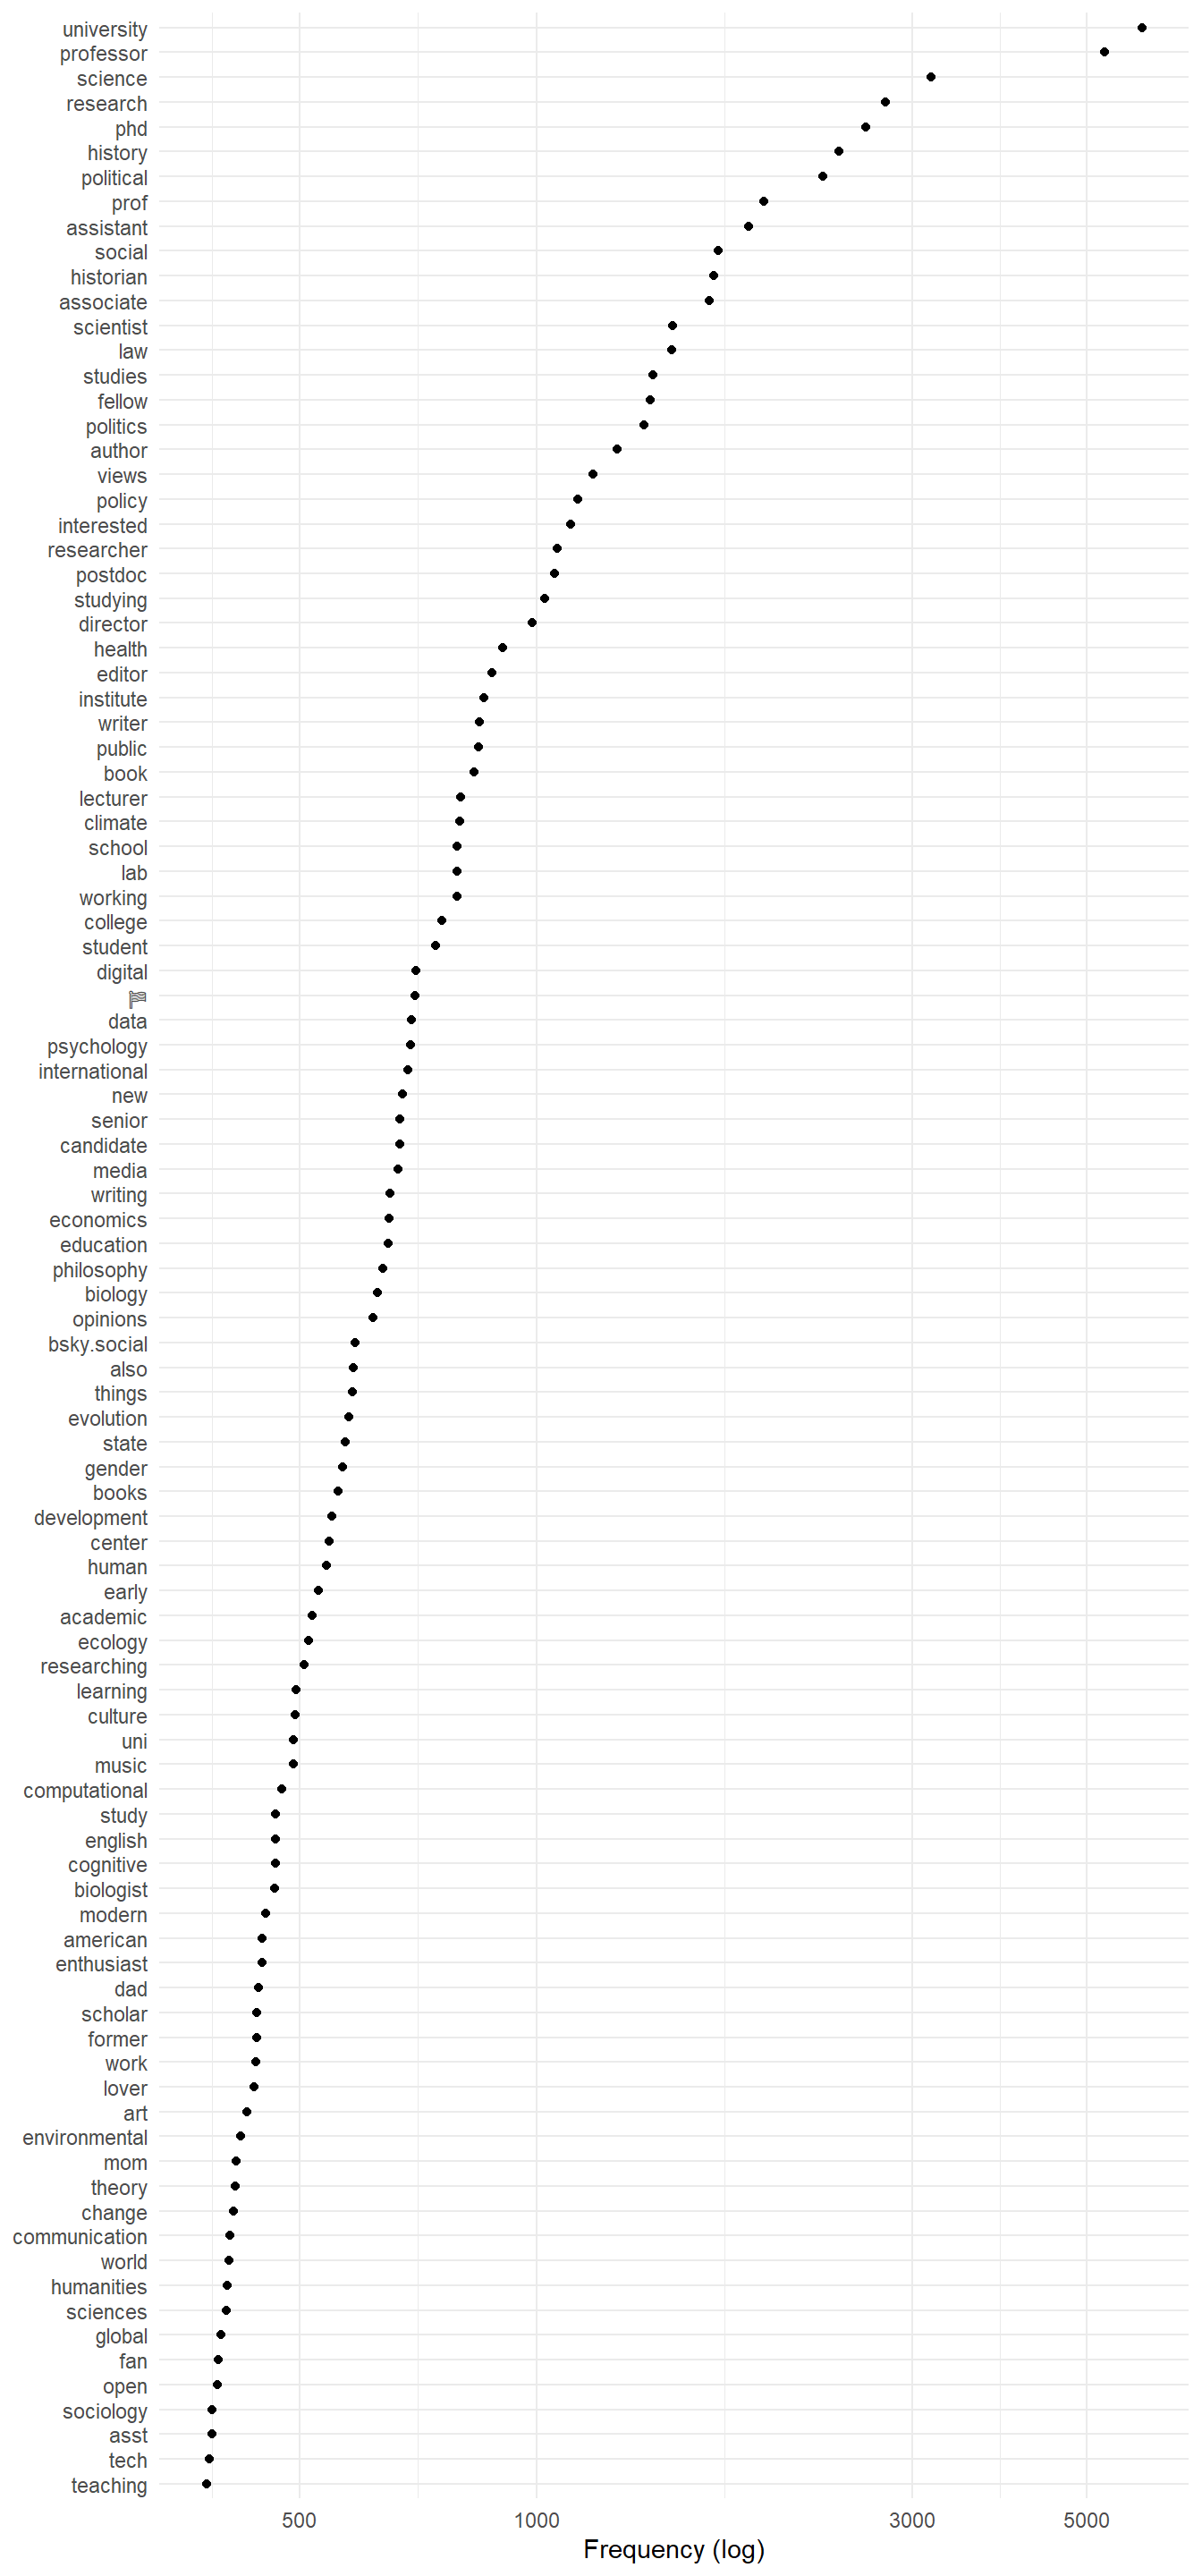 university
professor
science
research
phd
history
political
prof
assistant
social
historian
associate
scientist
law
studies
fellow
politics
author
views
policy
interested
researcher
postdoc
studying
director
health
editor
institute
writer
public
book
lecturer
climate
school
lab
working
college
student
digital
data
psychology
international
new
senior
candidate
media
writing
economics
education
philosophy
biology
opinions
bsky.social
also
things
evolution
state
gender
books
development
center
human
early
academic
ecology
researching
learning
culture
uni
music
computational
study
english
cognitive
biologist
modern
american
enthusiast
dad
scholar
former
work
lover
art
environmental
mom
theory
change
communication
world
humanities
sciences
global
fan
open
sociology
asst
tech
teaching
500 1000 3000 5000
Frequency (log)